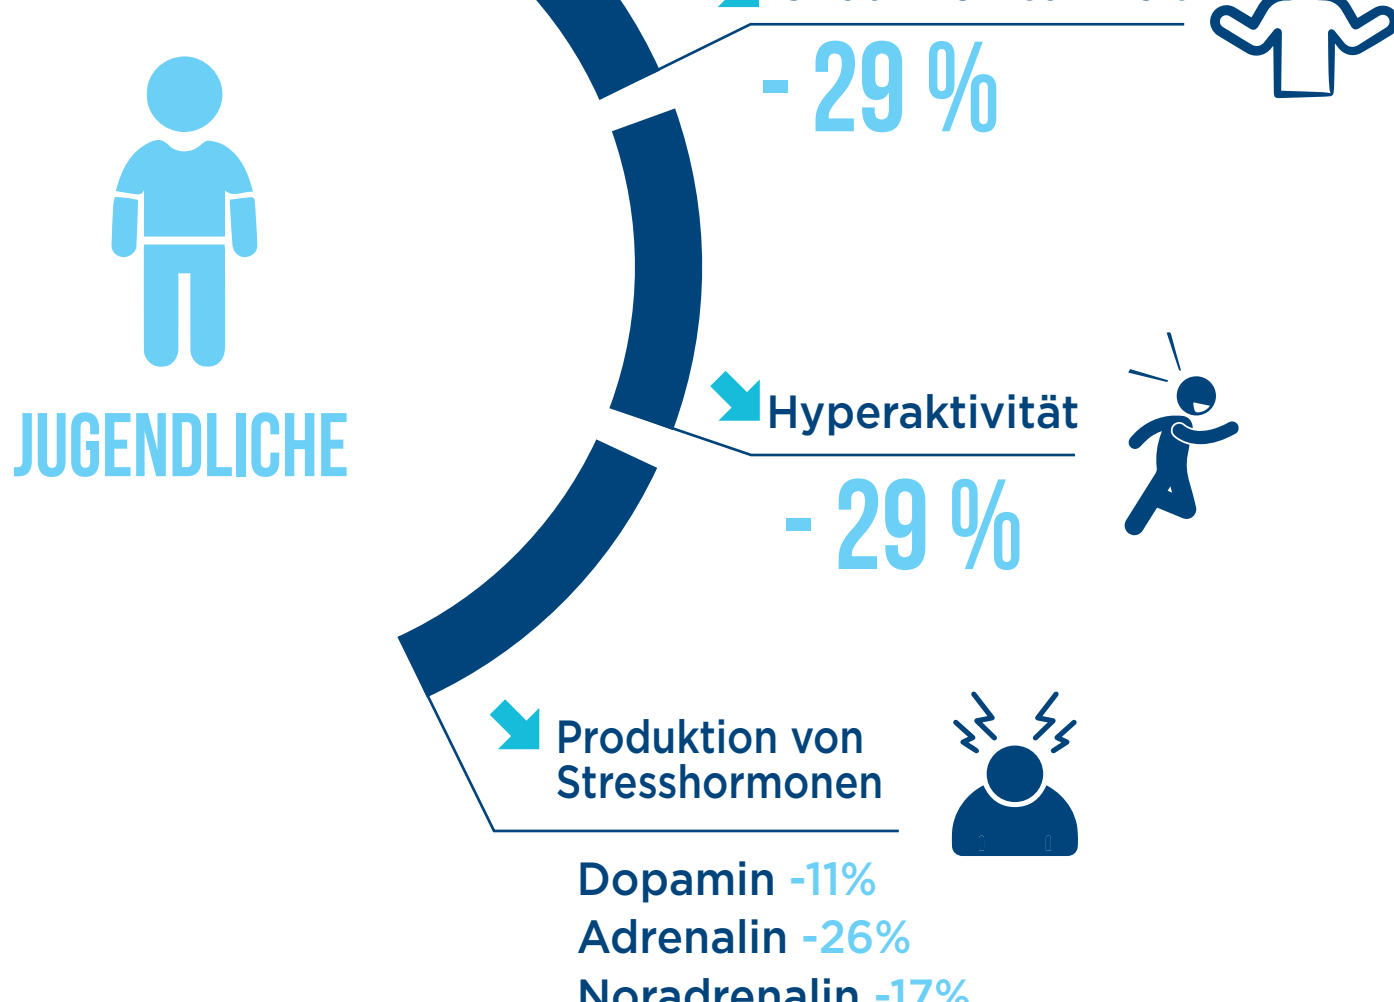 - 29 %
JUGENDLICHE
Hyperaktivität
- 29 %
Produktion von
Stresshormonen
Dopamin -11%
Adrenalin -26%
Noradrenalin -17%